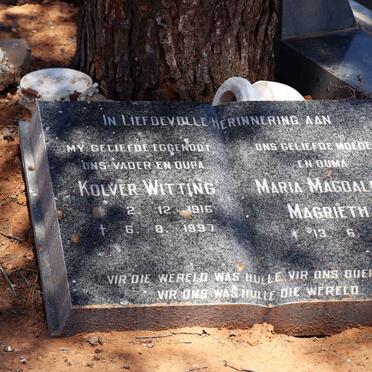 IN LIEFDEVOLLE HERINNERING AAN
MY GELIEFDE EGGENOOT
ONS VADER EN OUPA
KOLVER WITTING
* 2. 12. 1916
† 6. 8. 1997
ONS GELIEFDE MOEDE
EN OUMA
MARIA MAGDAL
MAGRIETH
* 13 6
VIR DIE WERELD WAS HULLE VIR ONS OUE
VIR ONS WAS HULLE DIE WERELD